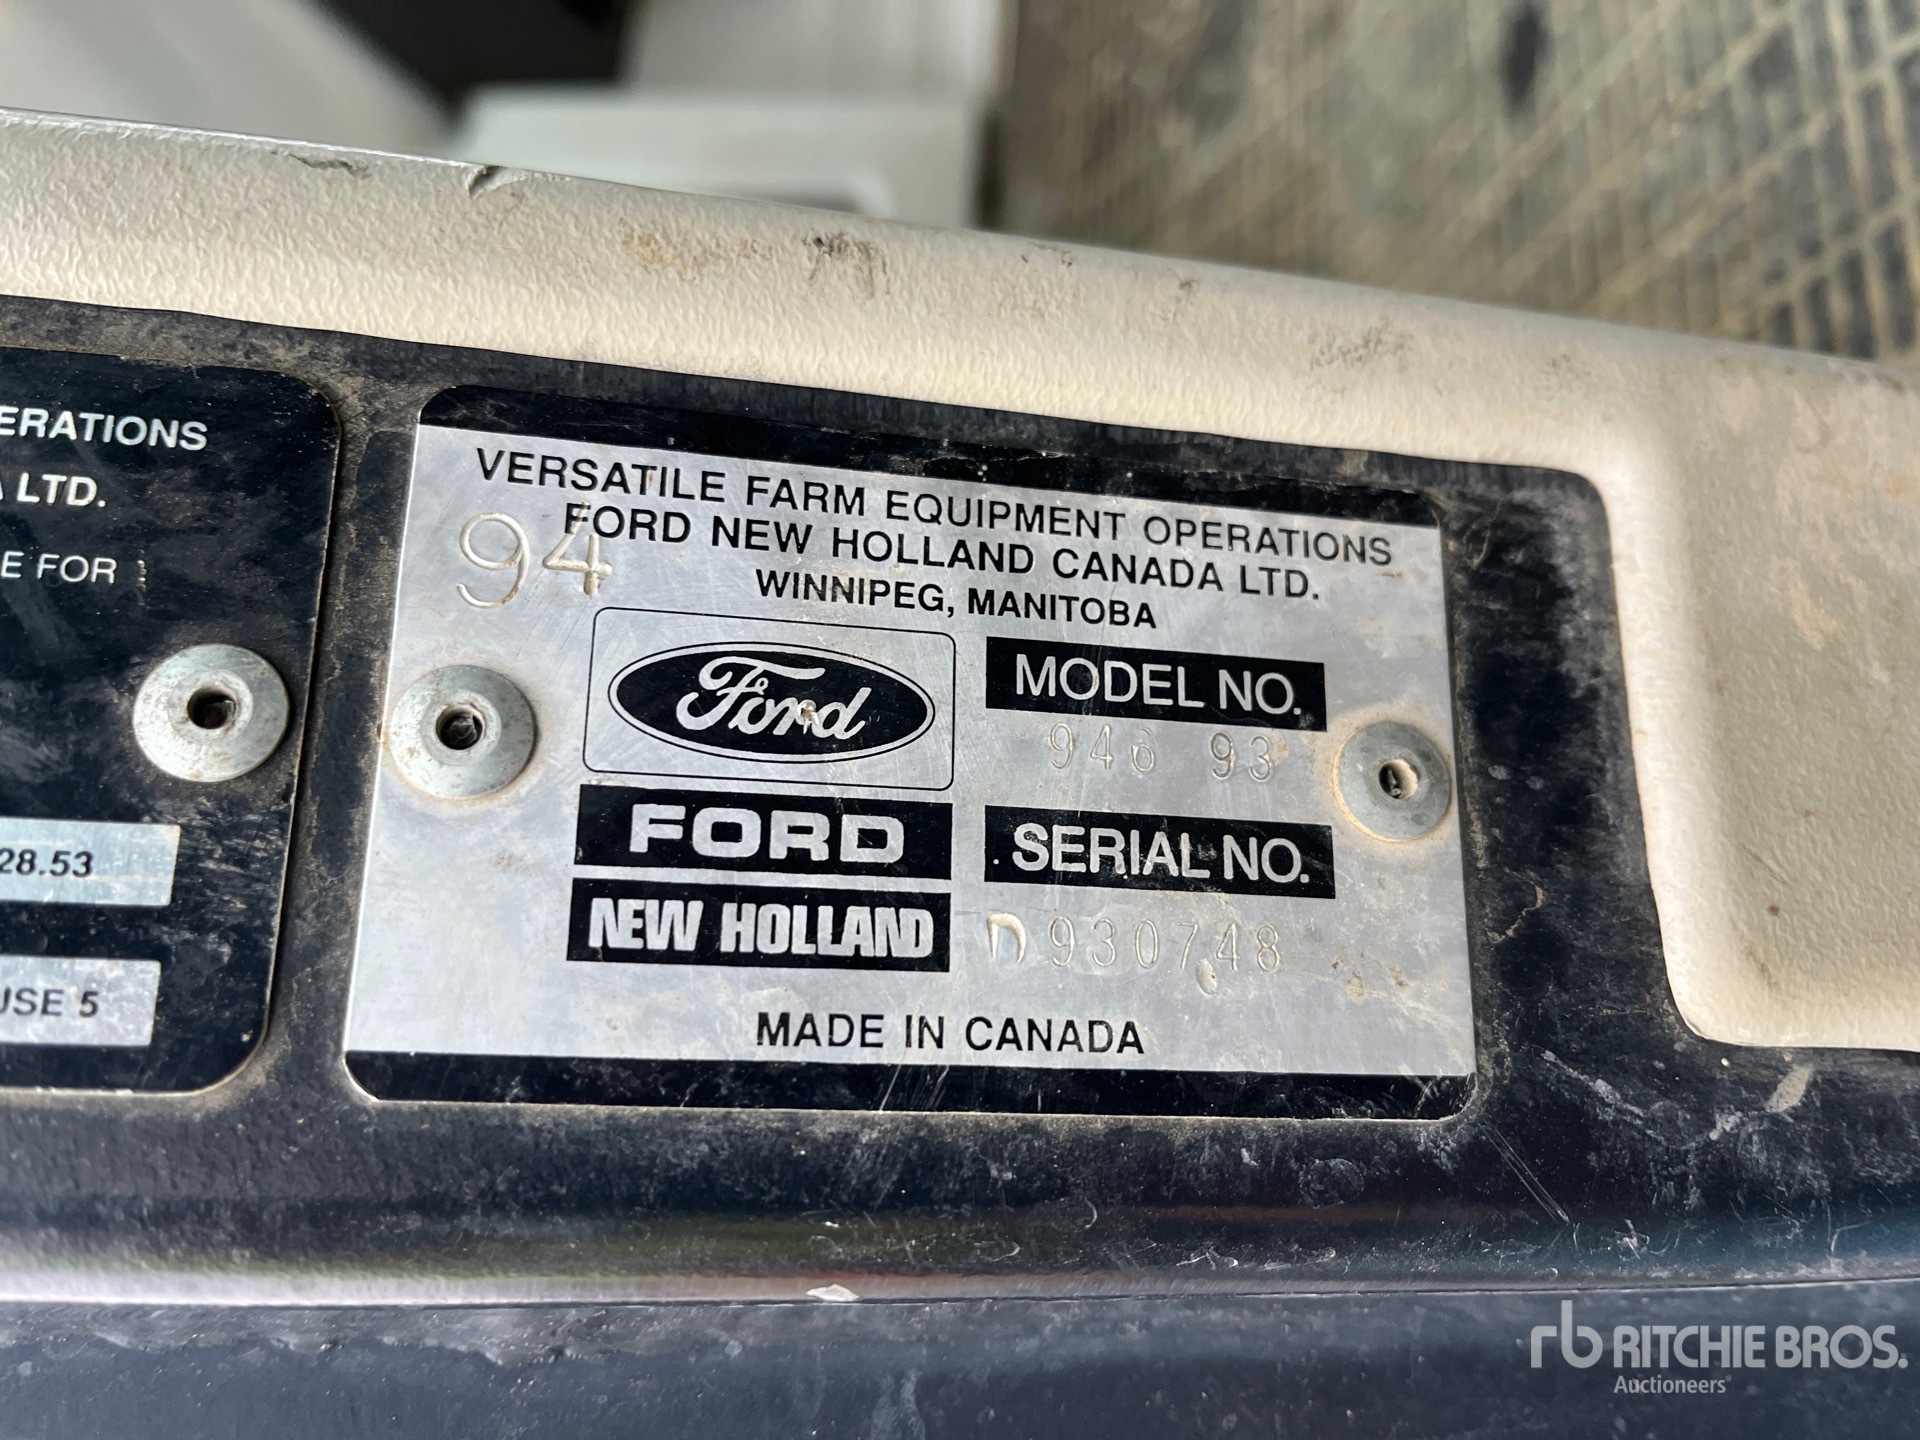 ERATIONS
LTD.
E FOR
28.53
USE 5
VERSATILE FARM EQUIPMENT OPERATIONS
FORD NEW HOLLAND CANADA LTD.
WINNIPEG, MANITOBA
94
Ford
MODEL NO.
946 93
FORD
SERIAL NO.
NEW HOLLAND
D930748
MADE IN CANADA
rb RITCHIE BROS.
Auctioneers